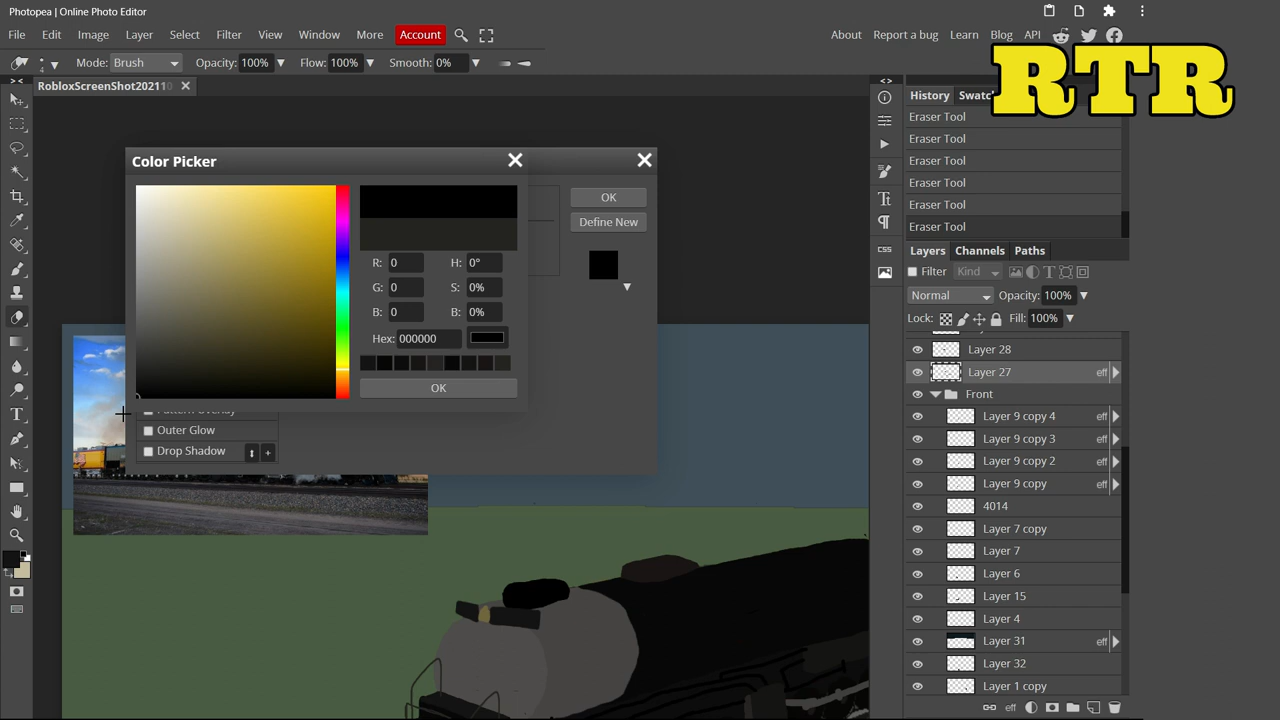 Photopea | Online Photo Editor
File Edit Image Layer Select Filter View Window More Account About Report a bug Learn Blog API
4 Mode: Brush Opacity: 100% Flow: 100% Smooth: 0%
RTR
RobloxScreenShot20211
History Swatc
Eraser Tool
Eraser Tool
Eraser Tool
Eraser Tool
Eraser Tool
Eraser Tool
Color Picker
OK
Define New
R: 0 H: 0°
G: 0 S: 0%
B: 0 B: 0%
Hex: 000000
OK
Outer Glow
Drop Shadow
+
CSS
Layers Channels Paths
Filter Kind
Normal Opacity: 100%
Lock: Fill: 100%
Layer 28
Layer 27 eff
Front
Layer 9 copy 4 eff
Layer 9 copy 3 eff
Layer 9 copy 2 eff
Layer 9 copy eff
4014
Layer 7 copy
Layer 7
Layer 6
Layer 15
Layer 4
Layer 31 eff
Layer 32
Layer 1 copy
eff